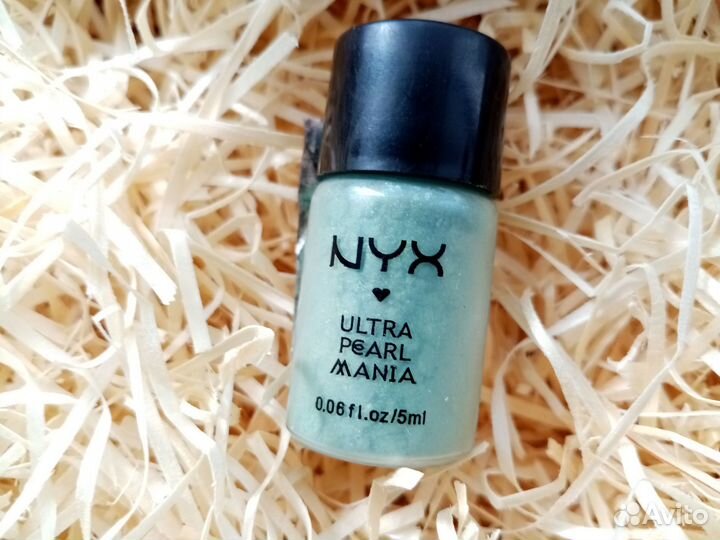 NYX
♥
ULTRA
PEARL
MANIA
0.06 fl.oz/5ml
Avito